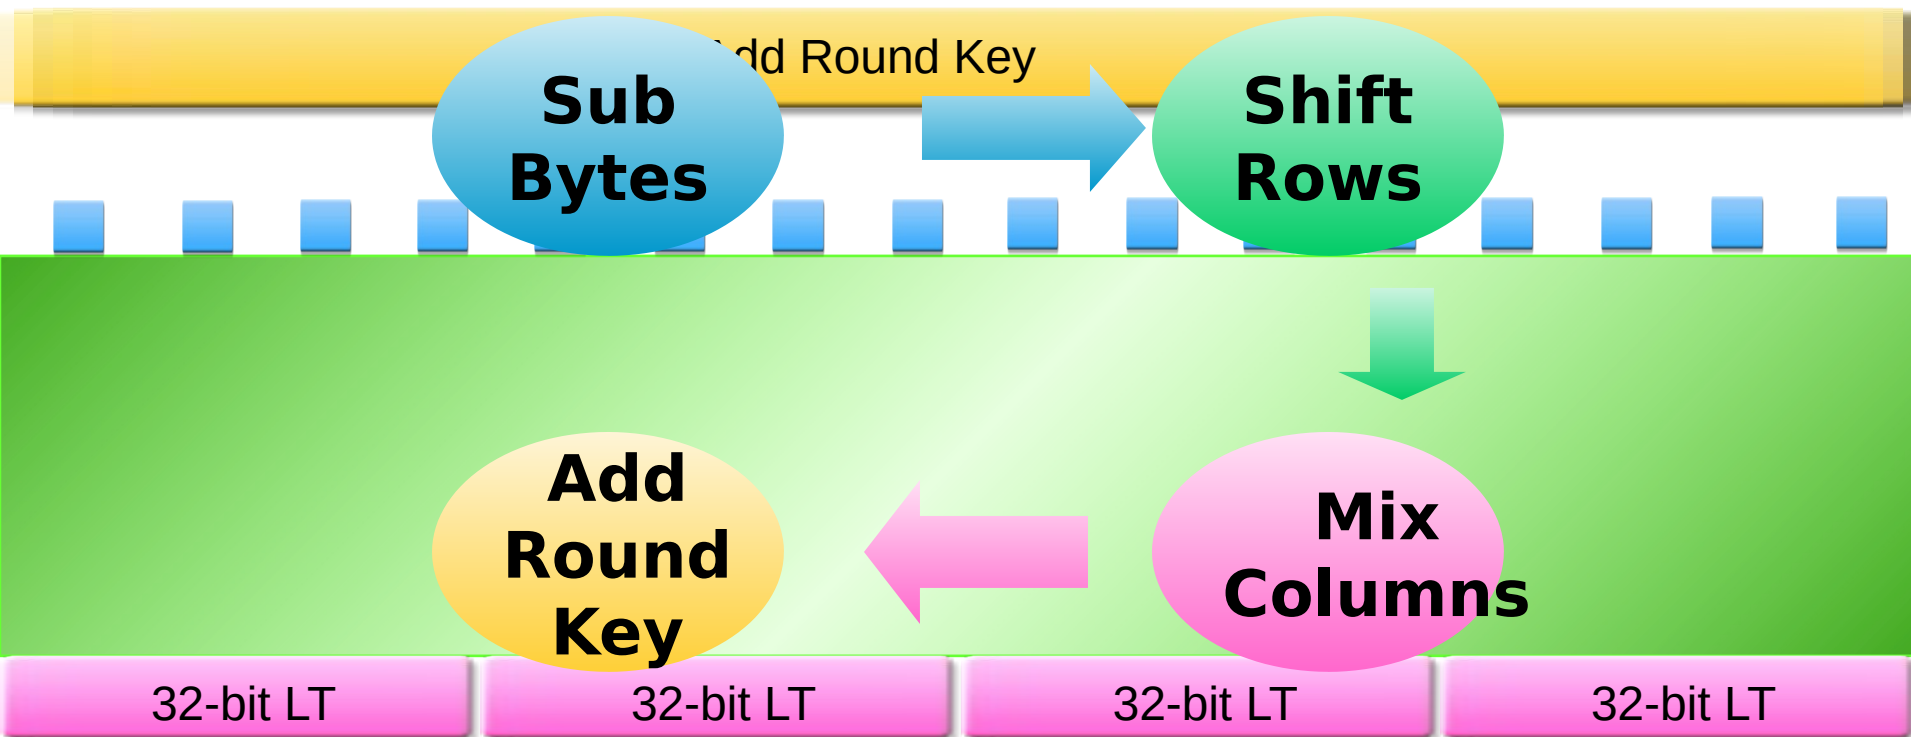 Add Round Key
Sub
Bytes
Shift
Rows
Add
Round
Key
Mix
Columns
32-bit LT
32-bit LT
32-bit LT
32-bit LT